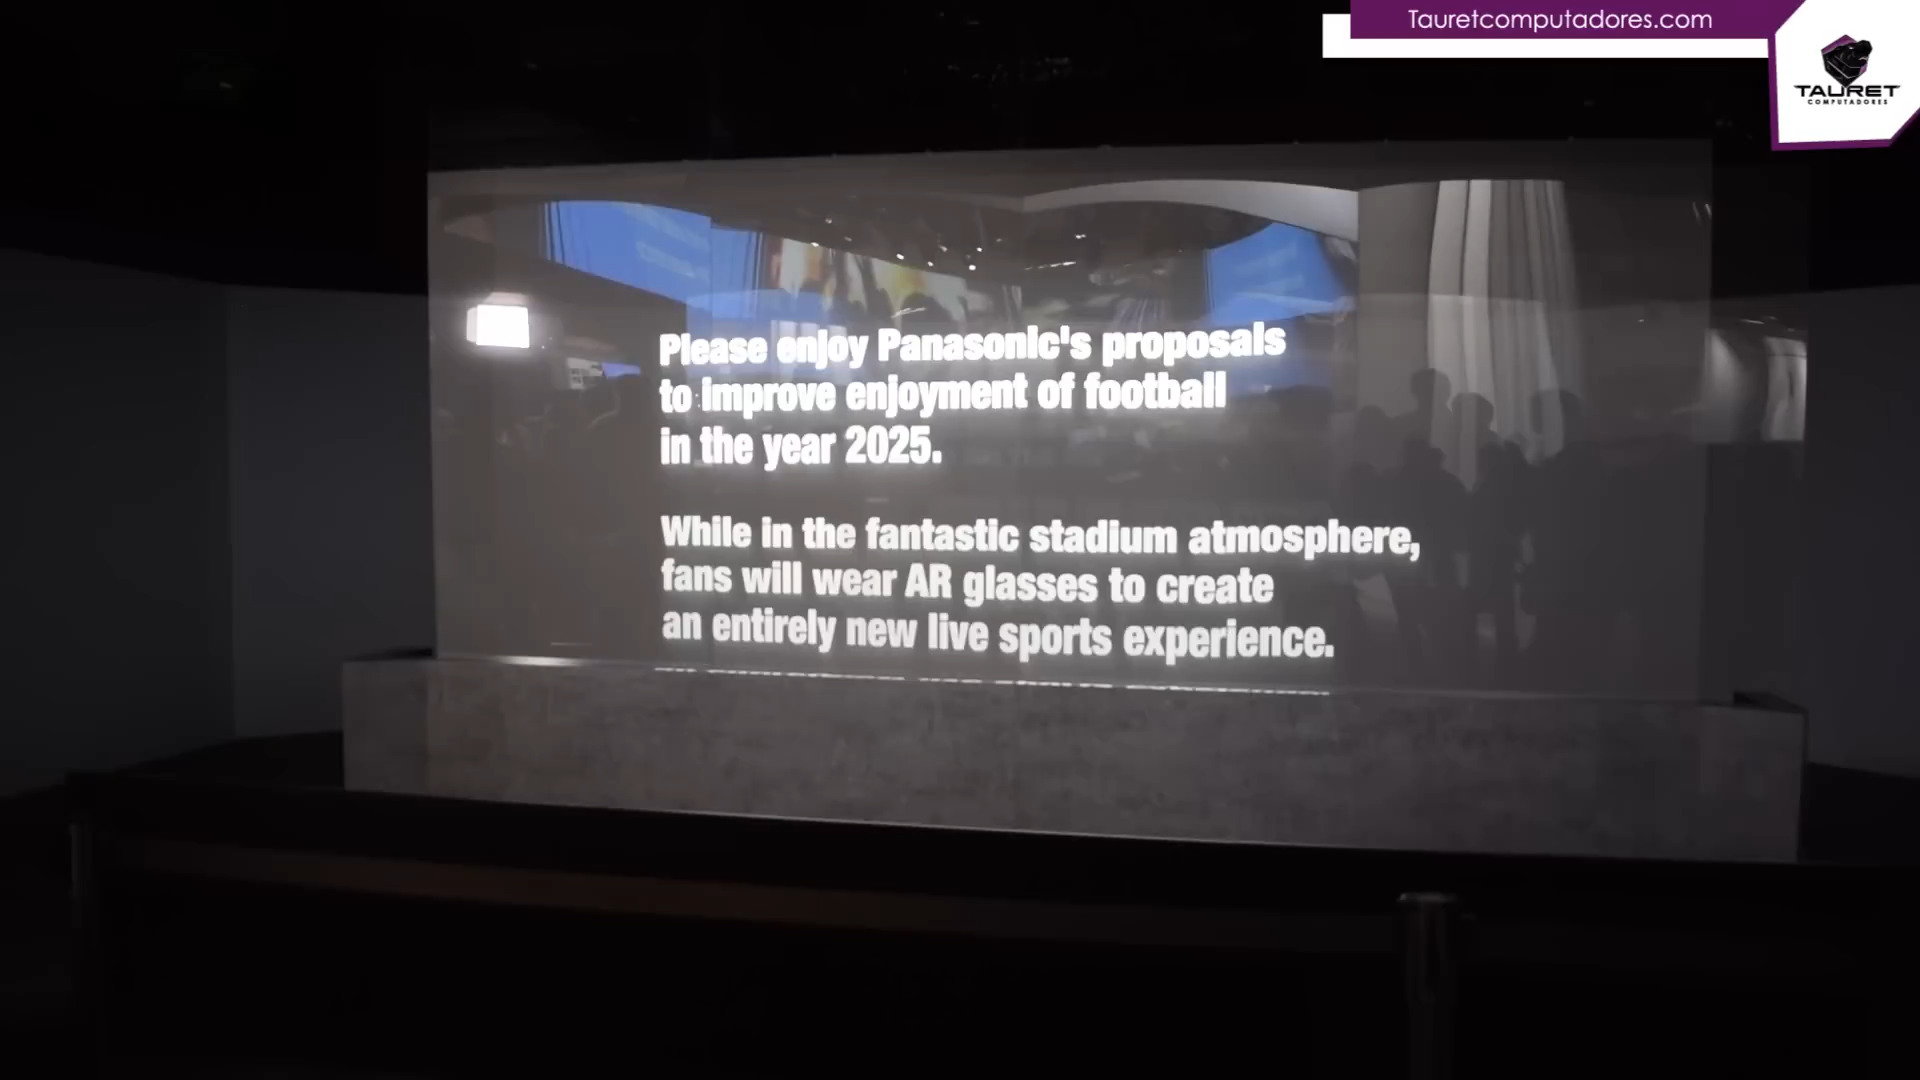 Tauretcomputadores.com
TAURET
COMPUTADORES
Please enjoy Panasonic's proposals
to improve enjoyment of football
in the year 2025.
While in the fantastic stadium atmosphere,
fans will wear AR glasses to create
an entirely new live sports experience.